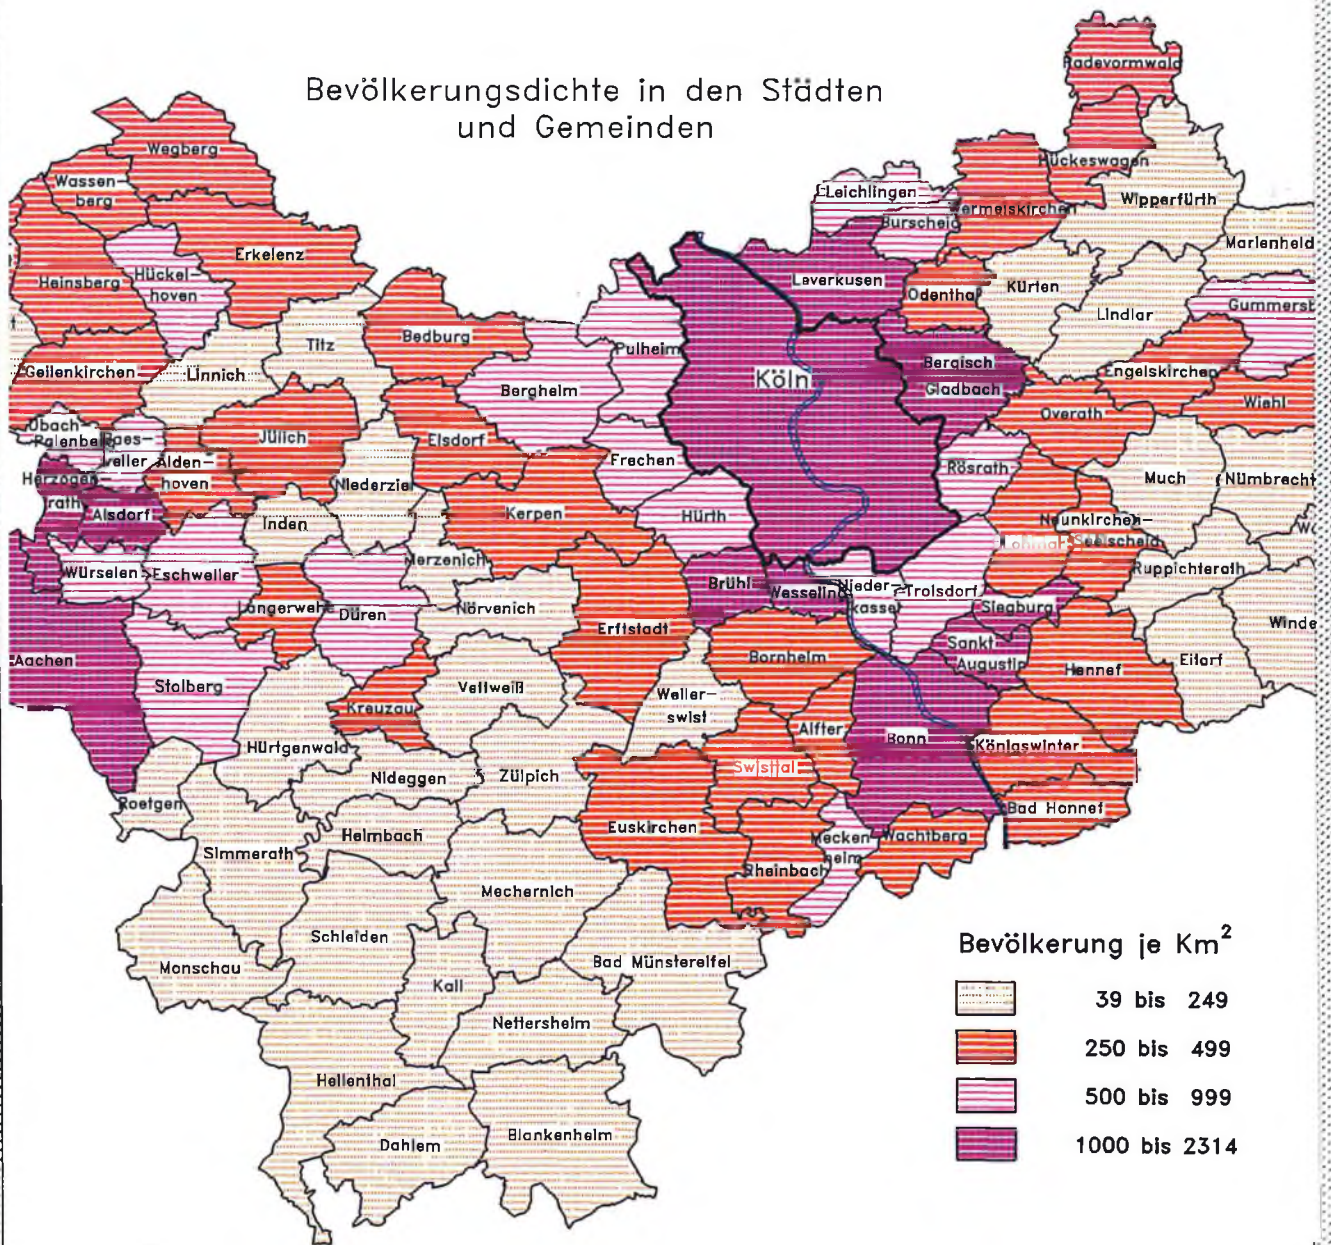 Bevölkerungsdichte in den Städten
und Gemeinden
Radevormwald
Hückeswagen
Wegberg
Wassen-
berg
Leichlingen
Burscheid
Wermelskirchen
Wipperfürth
Marienheid
Erkelenz
Heinsberg
Hückel-
hoven
Leverkusen
Odenthal
Kürten
Lindlar
Gummersb
Titz
Bedburg
Pulheim
Köln
Bergisch
Gladbach
Engelskirchen
Geilenkirchen
Linnich
Bergheim
Overath
Wiehl
Übach-
Palenberg
Baes-
weiler
Jülich
Elsdorf
Frechen
Rösrath
Alden-
hoven
Herzogen-
rath
Alsdorf
Niederzier
Much
Nümbrecht
Inden
Kerpen
Hürth
Neunkirchen-
Seelscheid
Lohmar
Würselen
Eschweiler
Merzenich
Ruppichteroth
Brühl
Wesseling
Nieder-
kassel
Troisdorf
Siegburg
Langerwehe
Düren
Nörvenich
Erftstadt
Winde
Aachen
Bornheim
Sankt
Augustin
Hennef
Eitorf
Stolberg
Vettweiß
Weiler-
swist
Kreuzau
Alfter
Bonn
Königswinter
Hürtgenwald
Nideggen
Zülpich
Swisttal
Roetgen
Bad Honnef
Simmerath
Heimbach
Euskirchen
Mecken-
heim
Wachtberg
Rheinbach
Mechernich
Schleiden
Monschau
Bad Münstereifel
Kall
Nettersheim
Hellenthal
Dahlem
Blankenheim
Bevölkerung je Km²
39 bis 249
250 bis 499
500 bis 999
1000 bis 2314